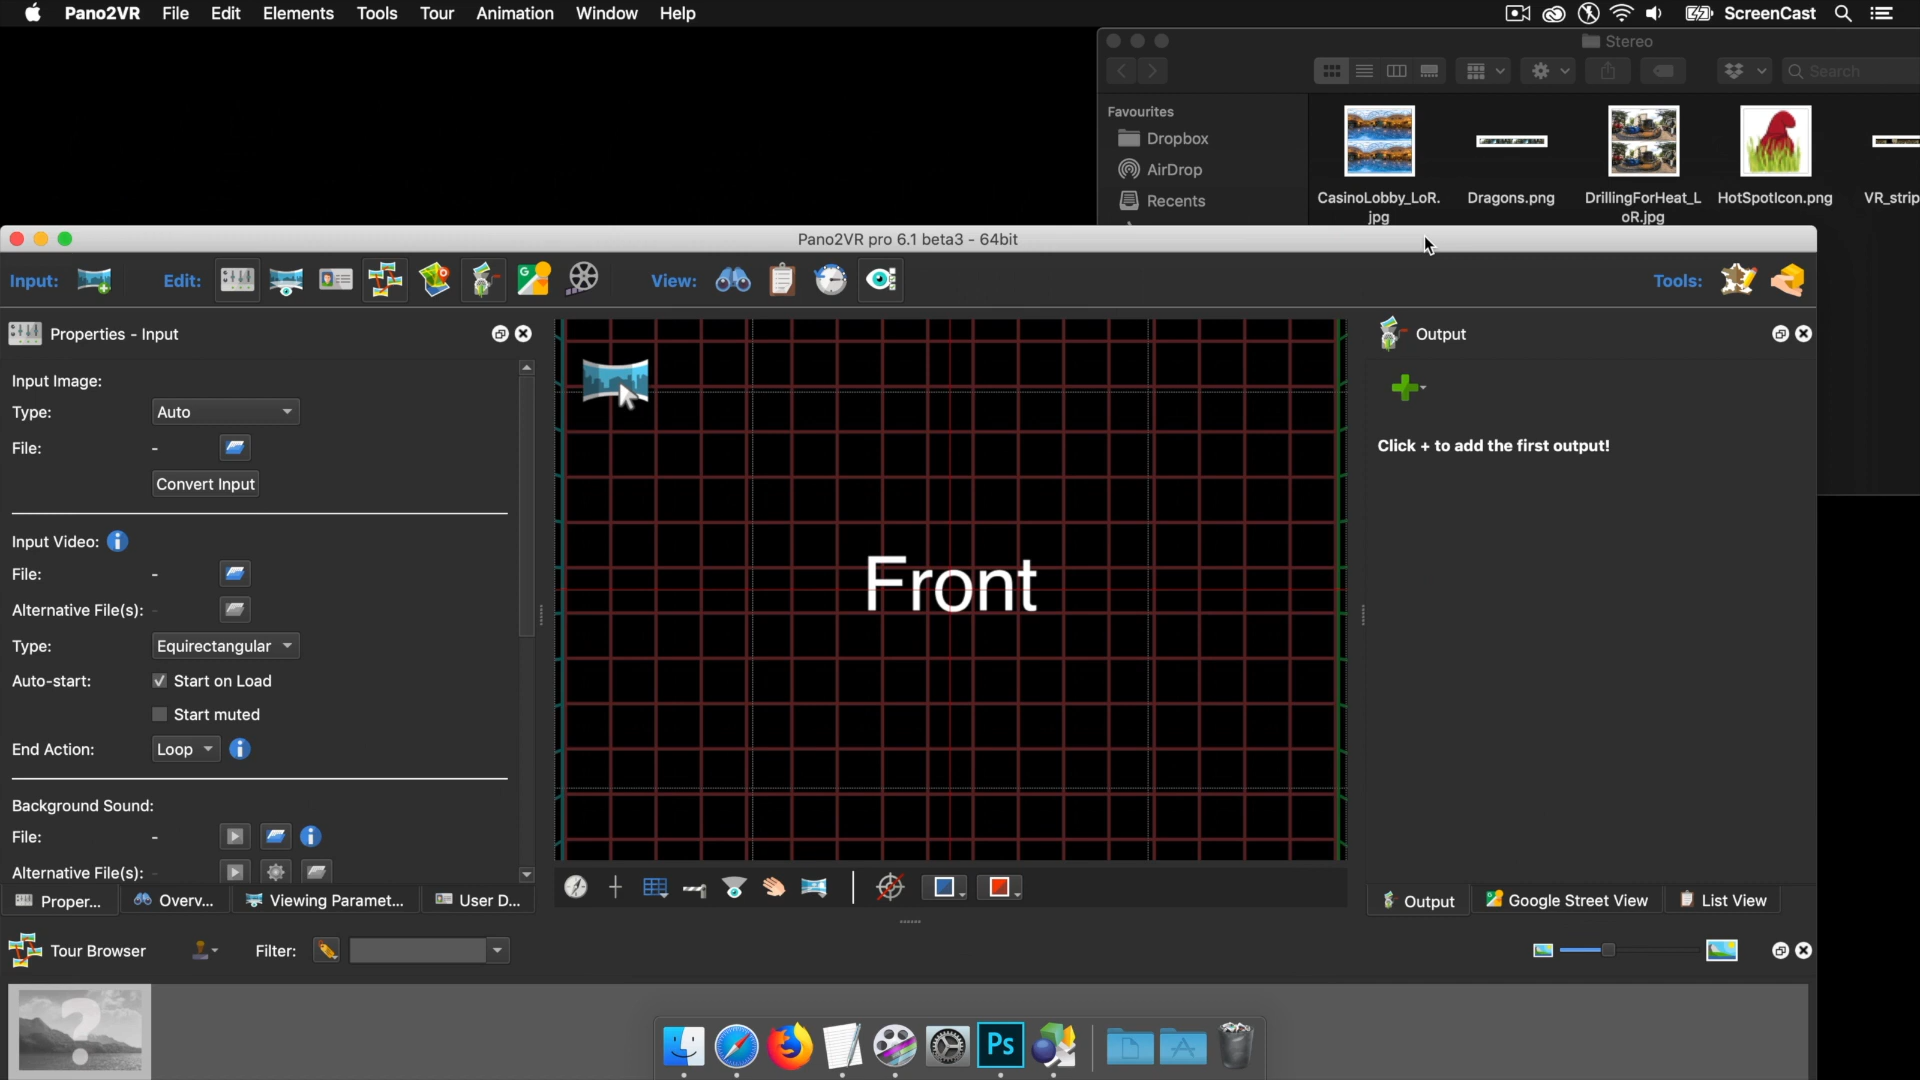 Pano2VR File Edit Elements Tools Tour Animation Window Help
ScreenCast
Stereo
Search
Favourites
Dropbox
AirDrop
Recents
CasinoLobby_LoR.
jpg
Dragons.png
DrillingForHeat_L
oR.jpg
HotSpotIcon.png
VR_strip
Pano2VR pro 6.1 beta3 - 64bit
Input:
Edit:
View:
Tools:
Properties - Input
Input Image:
Type: Auto
File: -
Convert Input
Input Video:
File: -
Alternative File(s): -
Type: Equirectangular
Auto-start: Start on Load
Start muted
End Action: Loop
Background Sound:
File: -
Alternative File(s): -
Front
Output
Click + to add the first output!
Proper...
Overv...
Viewing Paramet...
User D...
Output
Google Street View
List View
Tour Browser
Filter:
?
Ps